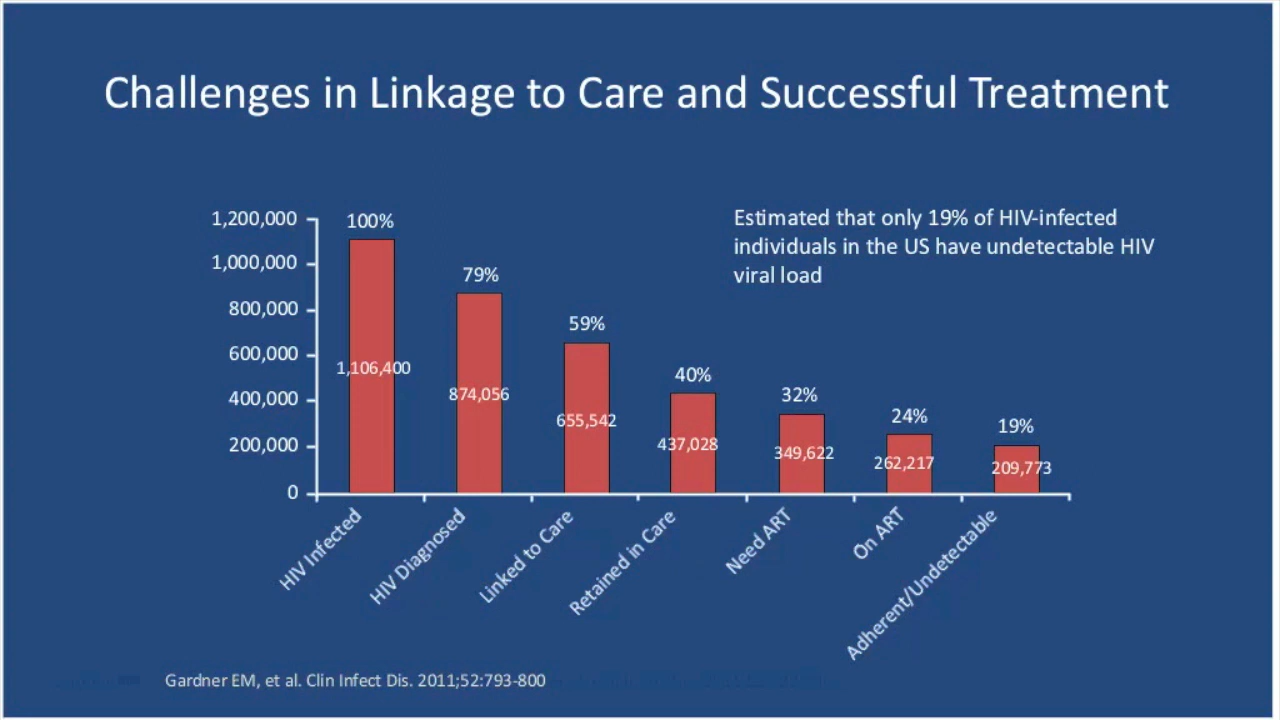 Challenges in Linkage to Care and Successful Treatment
Estimated that only 19% of HIV-infected
individuals in the US have undetectable HIV
viral load
1,200,000
1,000,000
800,000
600,000
400,000
200,000
0
100%
79%
59%
40%
32%
24%
19%
1,106,400
874,056
655,542
437,028
349,622
262,217
209,773
HIV Infected
HIV Diagnosed
Linked to Care
Retained in Care
Need ART
On ART
Adherent/Undetectable
Gardner EM, et al. Clin Infect Dis. 2011;52:793-800